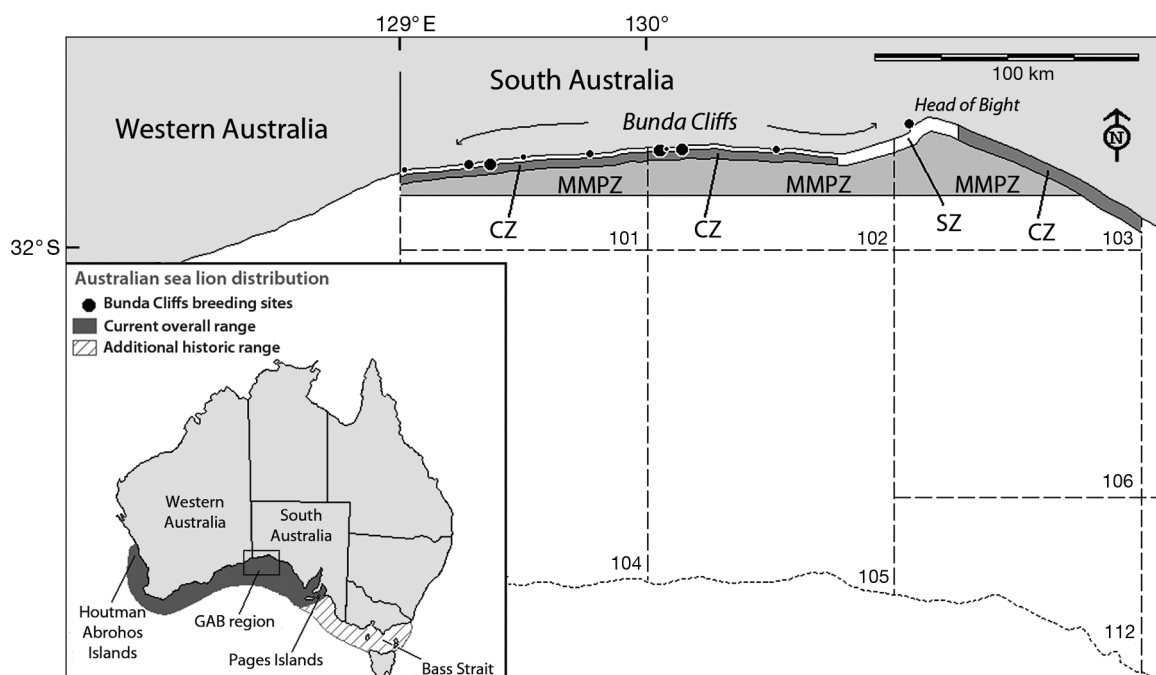 129°E
130°
100 km
South Australia
Head of Bight
Western Australia
Bunda Cliffs
N
MMPZ
MMPZ
MMPZ
CZ
CZ
SZ
CZ
32°S
101
102
103
Australian sea lion distribution
Bunda Cliffs breeding sites
Current overall range
Additional historic range
Western
Australia
South
Australia
Houtman
Abrohos
Islands
GAB region
Pages Islands
Bass Strait
106
104
105
112